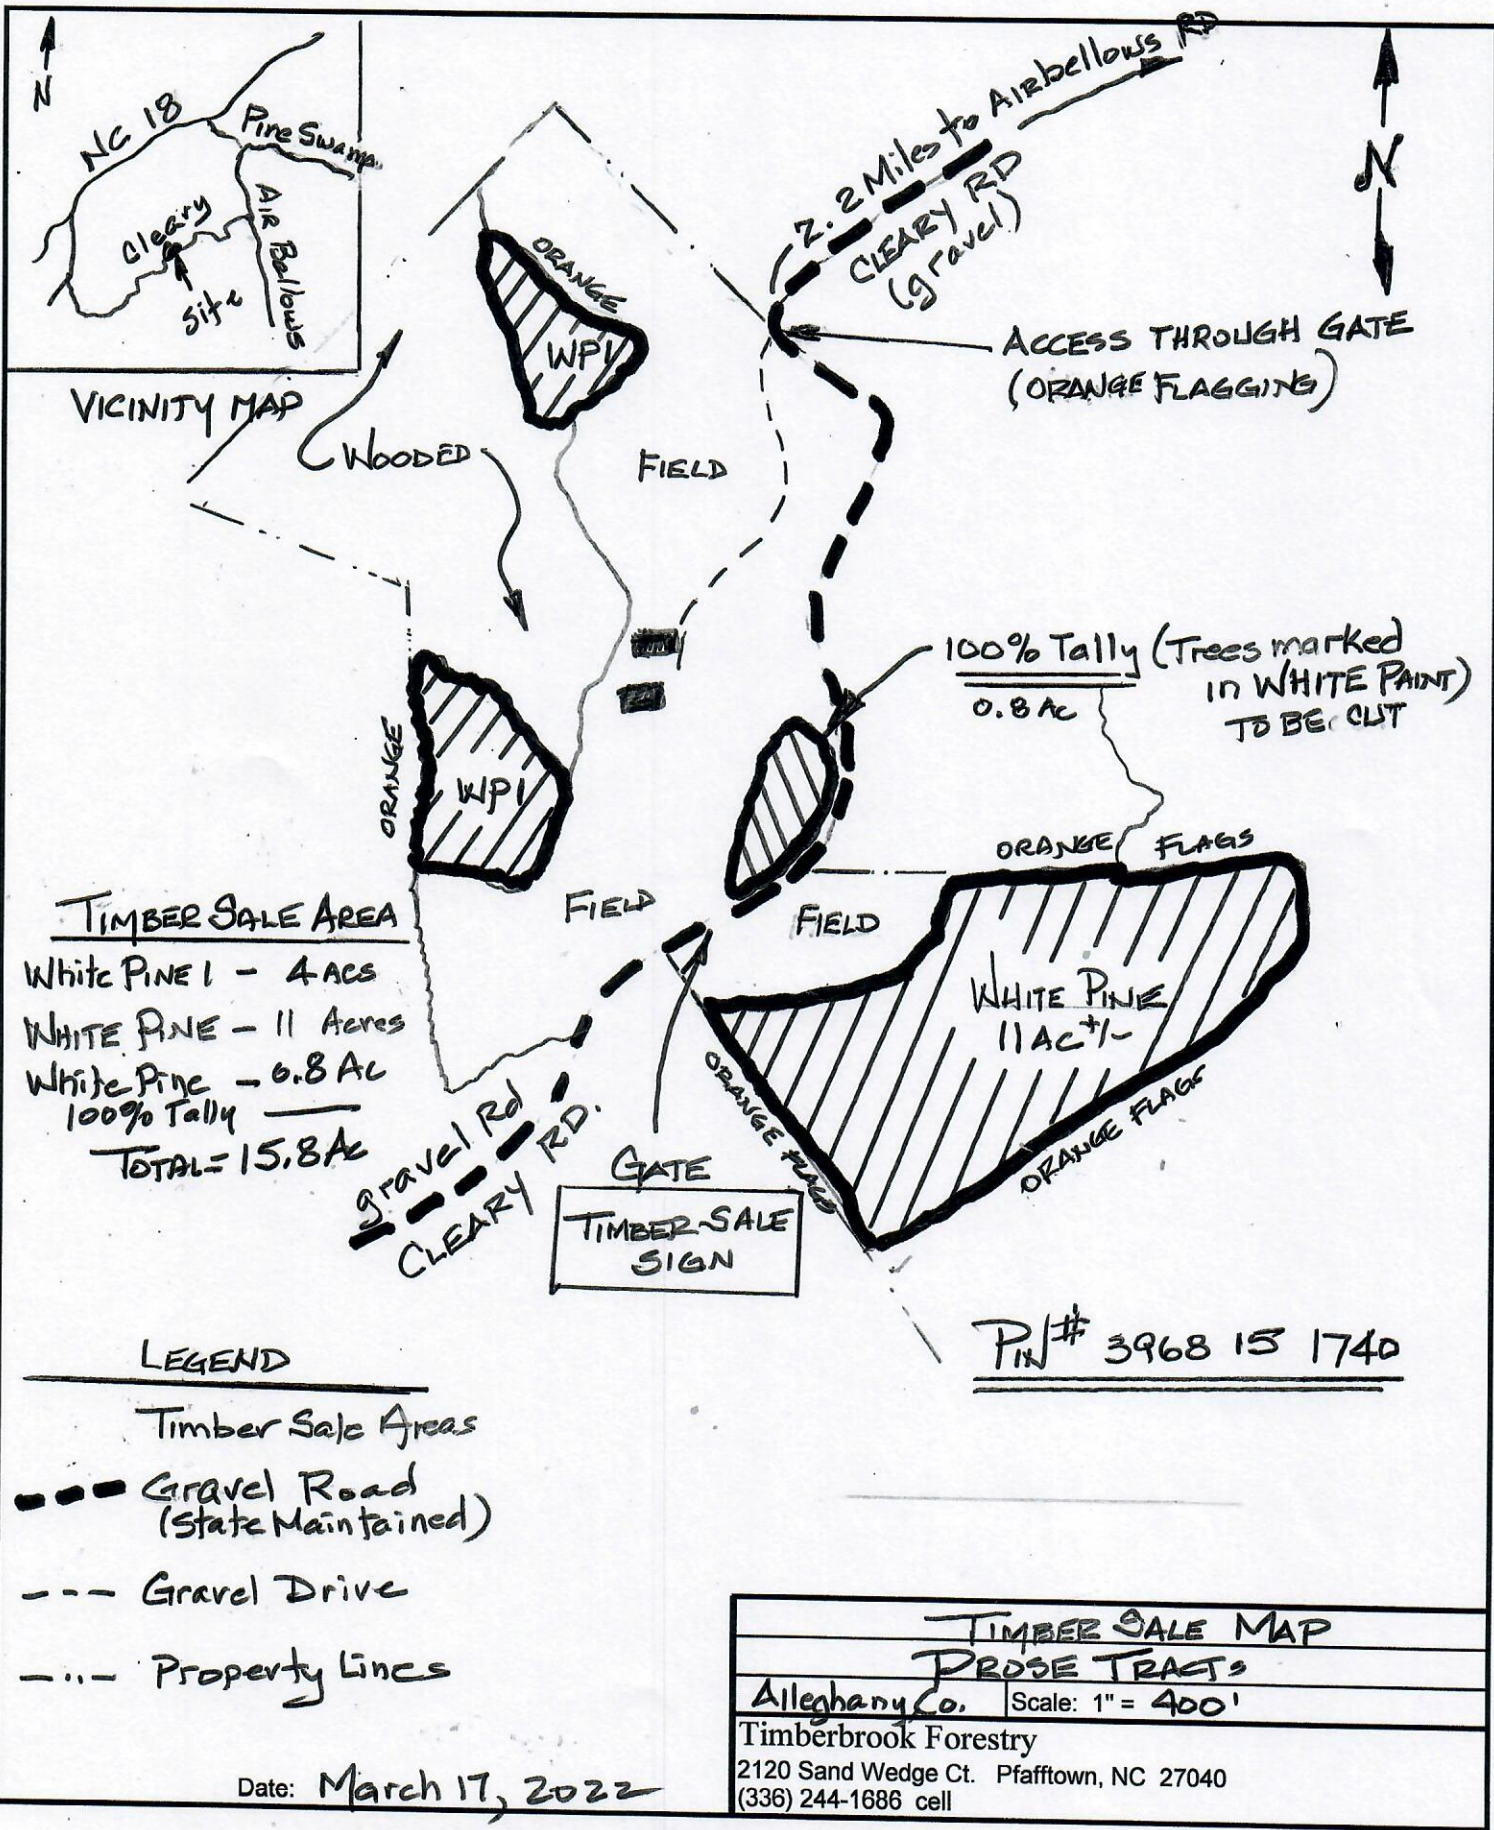 N
NC 18
Pine Swamp
Cleary
AIR Bellows
Site
VICINITY MAP
2.2 Miles to AIRbellows RD
CLEARY RD
(gravel)
N
ORANGE
WPI
ACCESS THROUGH GATE
(ORANGE FLAGGING)
WOODED
FIELD
100% Tally (Trees marked
in WHITE PAINT)
0.8 Ac
TO BE CUT
ORANGE
WPI
ORANGE FLAGS
FIELD
FIELD
TIMBER SALE AREA
White PINE 1 - 4 ACS
WHITE PINE - 11 Acres
White Pine - 0.8 Ac
100% Tally
TOTAL = 15.8 Ac
WHITE PINE
11 AC +/-
ORANGE FLAGS
ORANGE FLAGS
gravel Rd
CLEARY RD.
GATE
TIMBER SALE
SIGN
PIN# 3968 15 1740
LEGEND
Timber Sale Areas
Gravel Road
(State Maintained)
Gravel Drive
Property Lines
TIMBER SALE MAP
PROSE TRACTS
Alleghany Co. Scale: 1" = 400'
Timberbrook Forestry
2120 Sand Wedge Ct. Pfafftown, NC 27040
(336) 244-1686 cell
Date: March 17, 2022